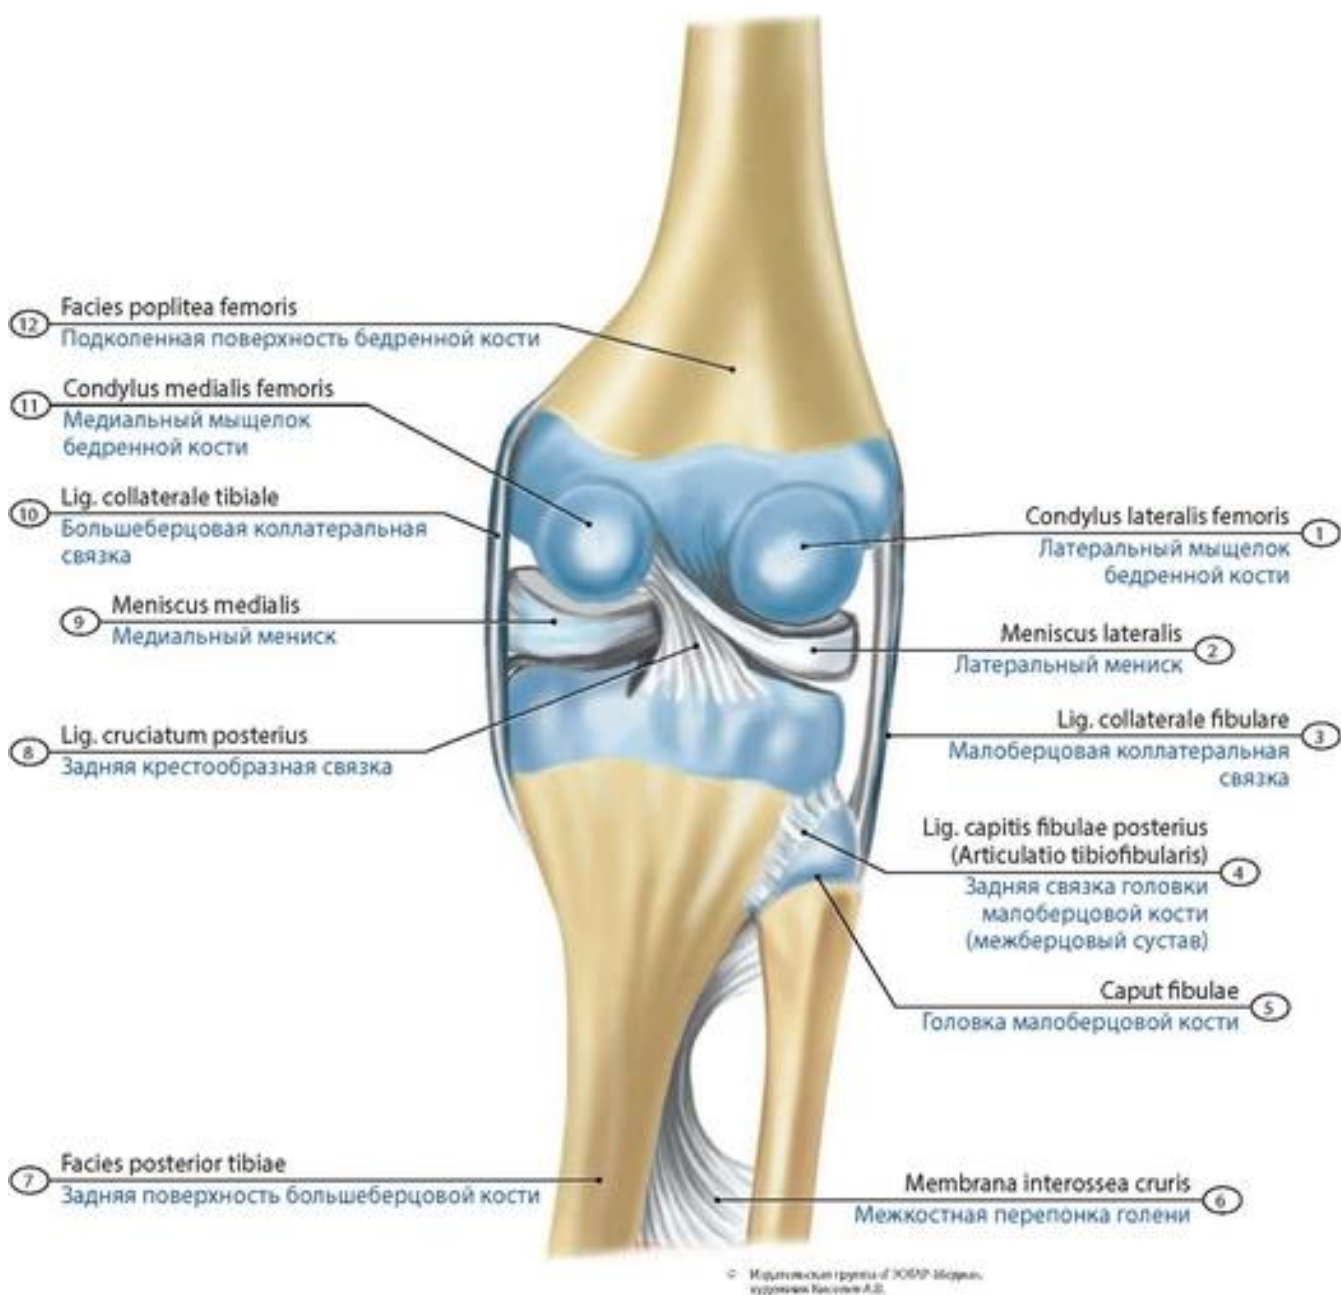 12
Facies poplitea femoris
Подколенная поверхность бедренной кости
11
Condylus medialis femoris
Медиальный мыщелок
бедренной кости
10
Lig. collaterale tibiale
Большеберцовая коллатеральная
связка
9
Meniscus medialis
Медиальный мениск
8
Lig. cruciatum posterius
Задняя крестообразная связка
7
Facies posterior tibiae
Задняя поверхность большеберцовой кости
Condylus lateralis femoris
1
Латеральный мыщелок
бедренной кости
Meniscus lateralis
2
Латеральный мениск
Lig. collaterale fibulare
3
Малоберцовая коллатеральная
связка
Lig. capitis fibulae posterius
(Articulatio tibiofibularis)
4
Задняя связка головки
малоберцовой кости
(межберцовый сустав)
Caput fibulae
5
Головка малоберцовой кости
Membrana interossea cruris
6
Межкостная перепонка голени
© Издательская группа
художник А.В.